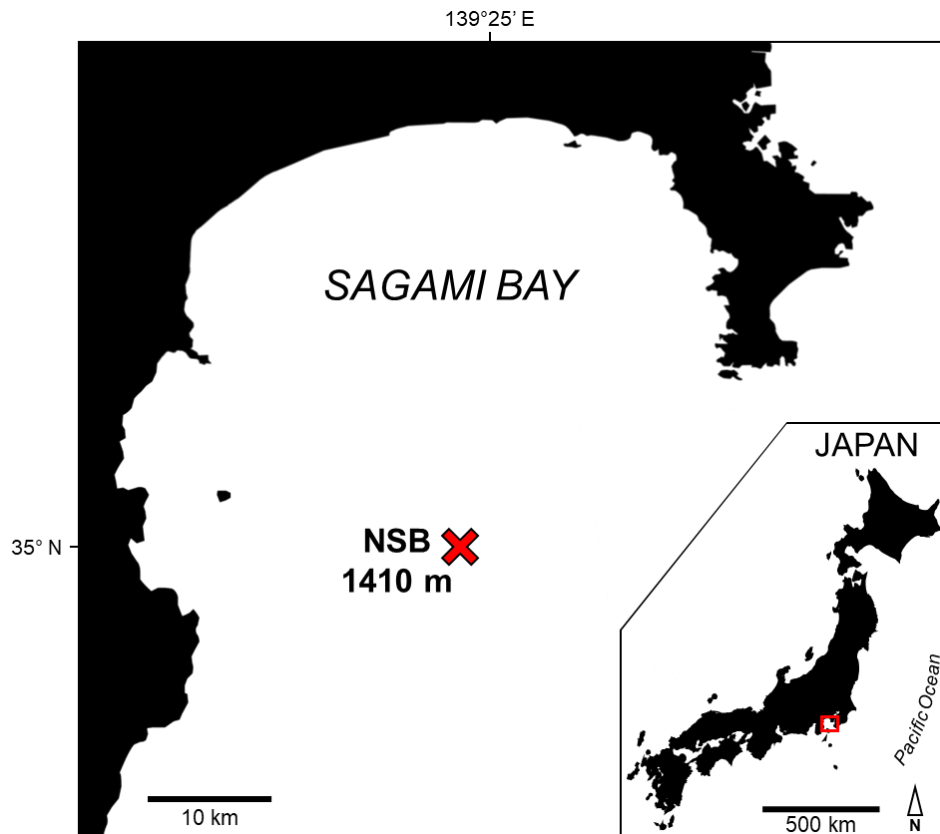 139°25' E
SAGAMI BAY
JAPAN
35° N
NSB
1410 m
Pacific Ocean
10 km
500 km
N